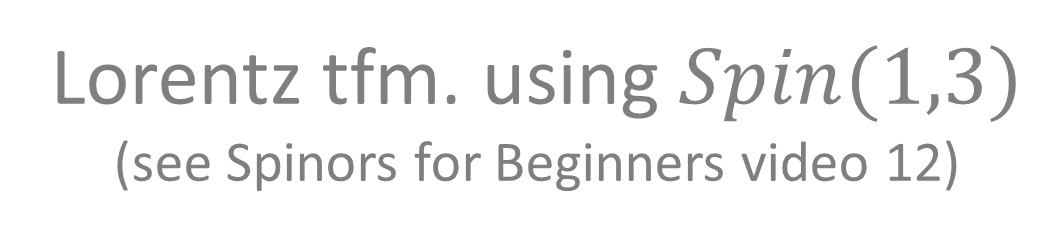 Lorentz tfm. using Spin(1,3)
(see Spinors for Beginners video 12)